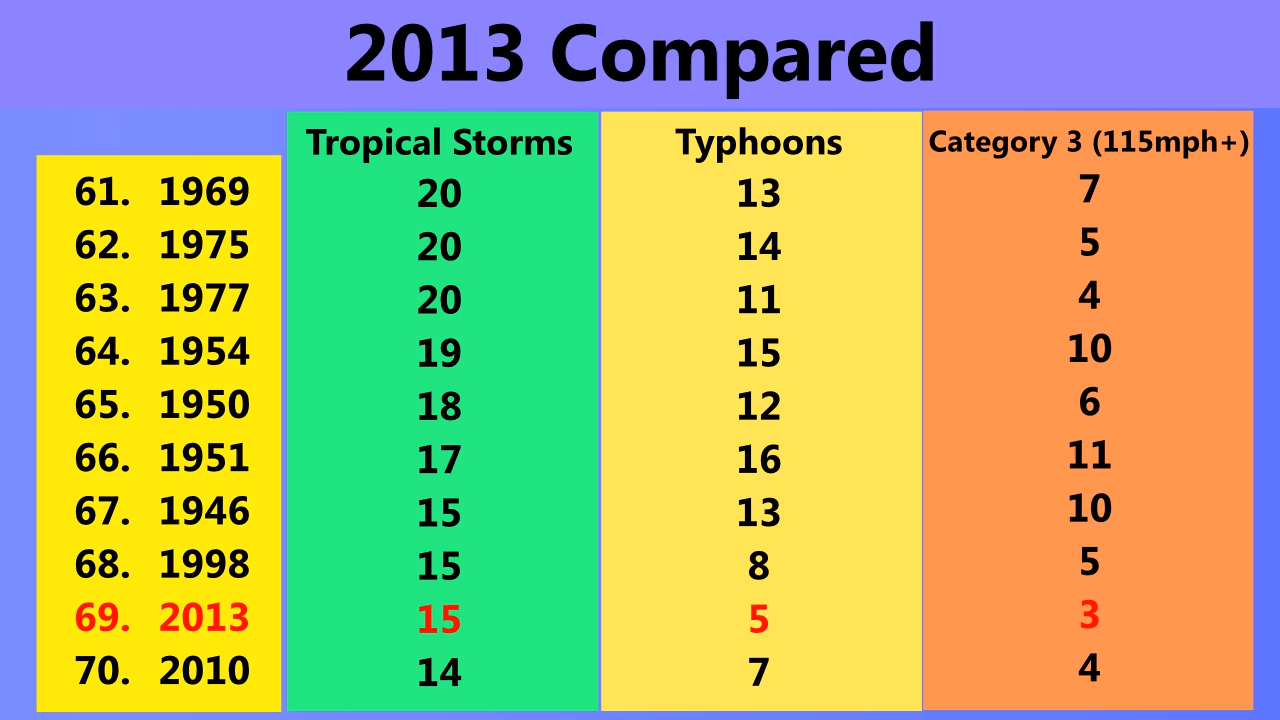 2013 Compared
Tropical Storms Typhoons Category 3 (115mph+)
61. 1969 20 13 7
62. 1975 20 14 5
63. 1977 20 11 4
64. 1954 19 15 10
65. 1950 18 12 6
66. 1951 17 16 11
67. 1946 15 13 10
68. 1998 15 8 5
69. 2013 15 5 3
70. 2010 14 7 4